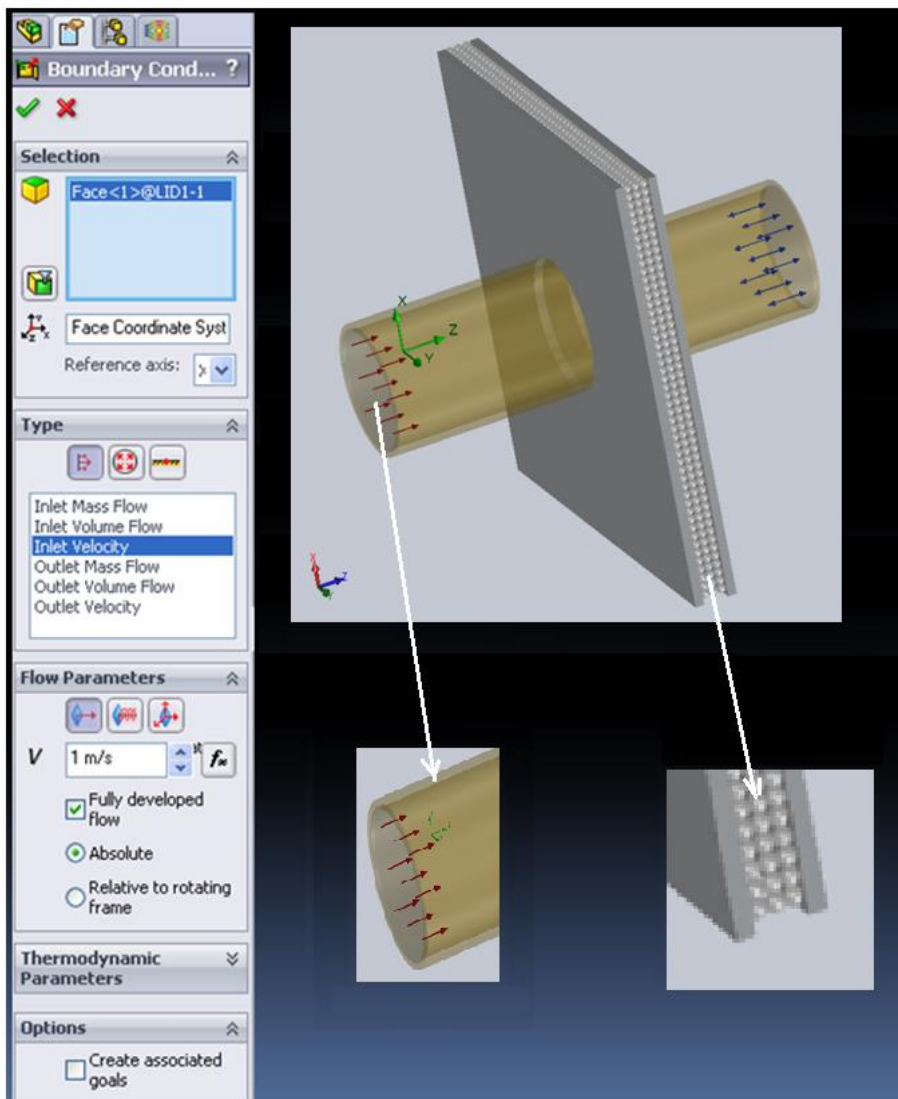 Boundary Cond... ?
Selection
Face<1>@LID1-1
Face Coordinate Syst
Reference axis:
Type
Inlet Mass Flow
Inlet Volume Flow
Inlet Velocity
Outlet Mass Flow
Outlet Volume Flow
Outlet Velocity
Flow Parameters
V 1 m/s
Fully developed
flow
Absolute
Relative to rotating
frame
Thermodynamic
Parameters
Options
Create associated
goals
X
Z
Y
X
Z